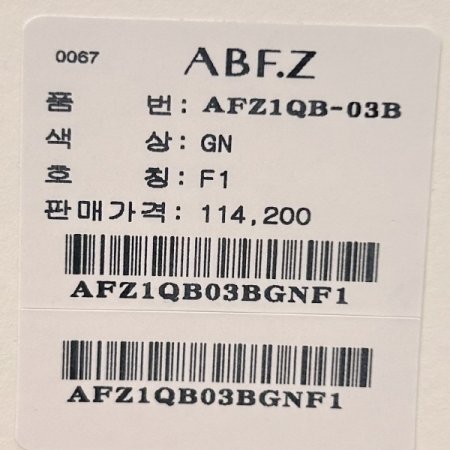 0067 ABF.Z
품 번: AFZ1QB-03B
색 상: GN
호 칭: F1
판매가격: 114,200
AFZ1QB03BGNF1
AFZ1QB03BGNF1